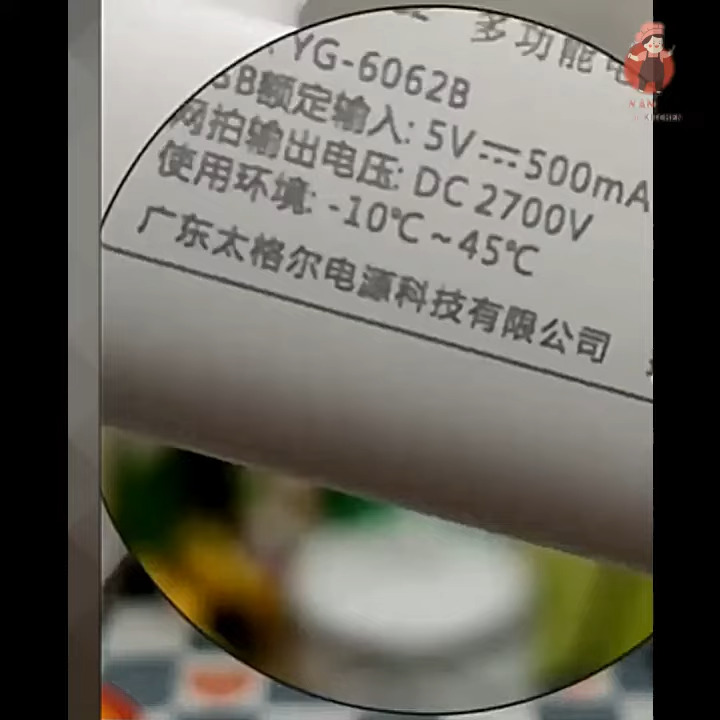 多功能电
YG-6062B
SB额定输入: 5V⎓500mA
网拍输出电压: DC 2700V
使用环境: -10℃~45℃
广东太格尔电源科技有限公司